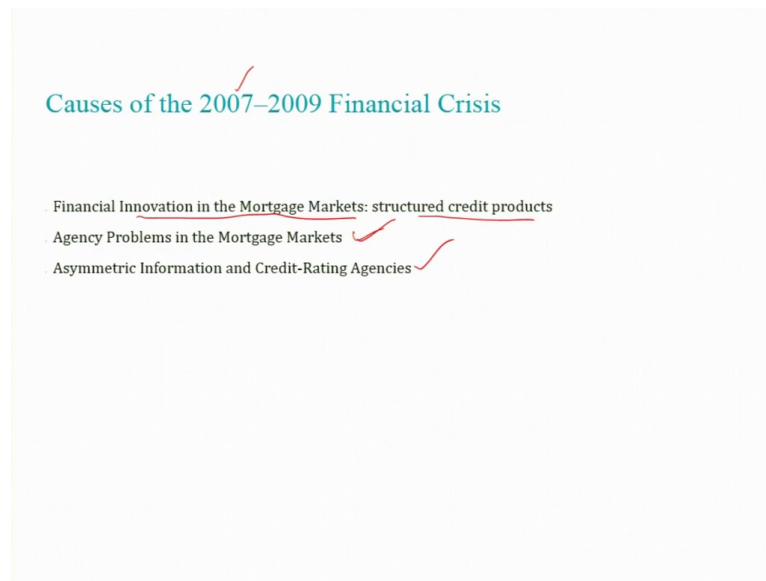 Causes of the 2007–2009 Financial Crisis
Financial Innovation in the Mortgage Markets: structured credit products
Agency Problems in the Mortgage Markets
Asymmetric Information and Credit-Rating Agencies